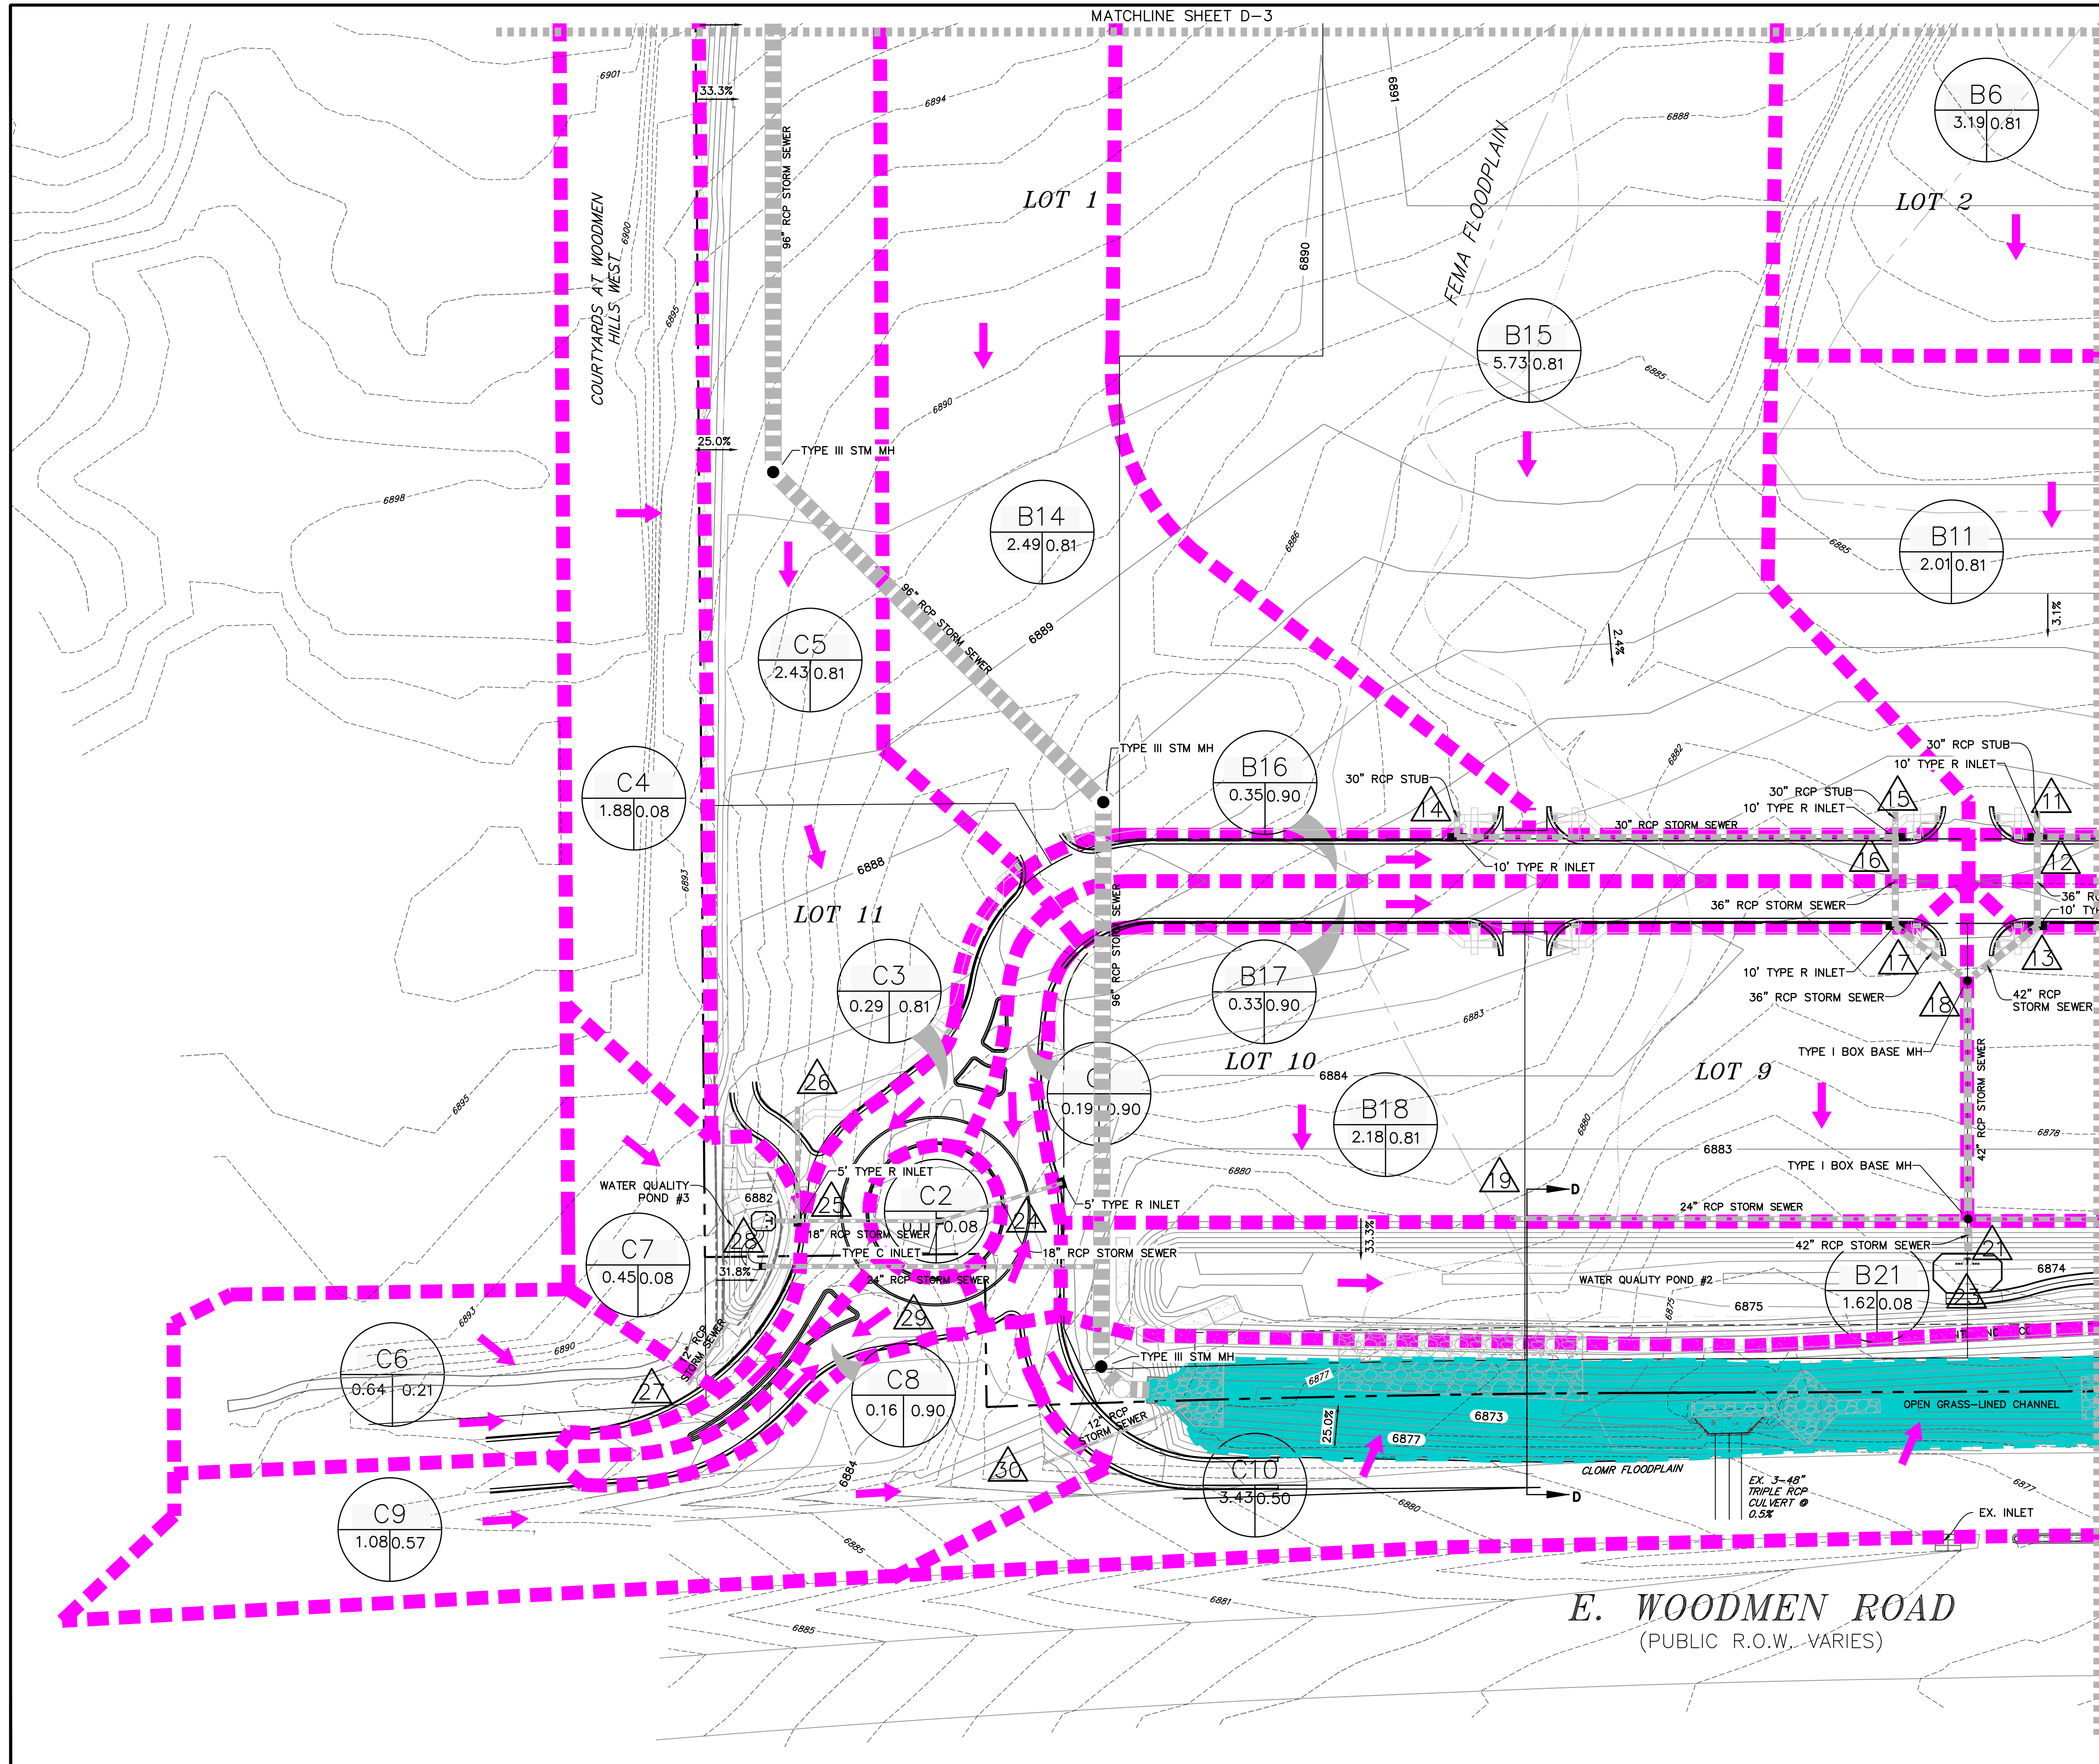 MATCHLINE SHEET D-3
6901
33.3%
6894
6891
6888
B6
3.19 0.81
96" RCP STORM SEWER
FEMA FLOODPLAIN
LOT 1
LOT 2
COURTYARDS AT WOODMEN
HILLS WEST
6900
6895
6890
B15
5.73 0.81
6885
6890
25.0%
TYPE III STM MH
6898
B14
2.49 0.81
6886
6885
B11
2.01 0.81
3.1%
96" RCP STORM SEWER
6889
2.4%
C5
2.43 0.81
C4
1.88 0.08
TYPE III STM MH
B16
0.35 0.90
30" RCP STUB
14
6882
30" RCP STUB
10' TYPE R INLET
30" RCP STUB
10' TYPE R INLET
15
11
30" RCP STORM SEWER
6893
6888
10' TYPE R INLET
16
12
36" RCP STORM SEWER
36" RC
10' TY
LOT 11
96" RCP STORM SEWER
C3
0.29 0.81
B17
0.33 0.90
10' TYPE R INLET
17
13
36" RCP STORM SEWER
18
42" RCP
STORM SEWER
6883
TYPE I BOX BASE MH
LOT 10
LOT 9
6884
26
6895
0.19 0.90
B18
2.18 0.81
6880
42" RCP STORM SEWER
6878
6883
5' TYPE R INLET
6880
19
TYPE I BOX BASE MH
WATER QUALITY
POND #3
6882
25
C2
0.08
24
5' TYPE R INLET
D
24" RCP STORM SEWER
28
18" RCP STORM SEWER
TYPE C INLET
18" RCP STORM SEWER
33.3%
42" RCP STORM SEWER
21
C7
0.45 0.08
31.8%
24" RCP STORM SEWER
WATER QUALITY POND #2
B21
1.62 0.08
6874
23
6875
6875
29
6893
6890
12" RCP
STORM SEWER
C6
0.64 0.21
27
TYPE III STM MH
C8
0.16 0.90
6877
6873
OPEN GRASS-LINED CHANNEL
25.0%
6877
12" RCP
STORM SEWER
30
C10
3.43 0.50
CLOMR FLOODPLAIN
6884
EX. 3-48"
TRIPLE RCP
CULVERT @
0.5%
6877
D
6880
C9
1.08 0.57
EX. INLET
6885
6881
6885
E. WOODMEN ROAD
(PUBLIC R.O.W. VARIES)